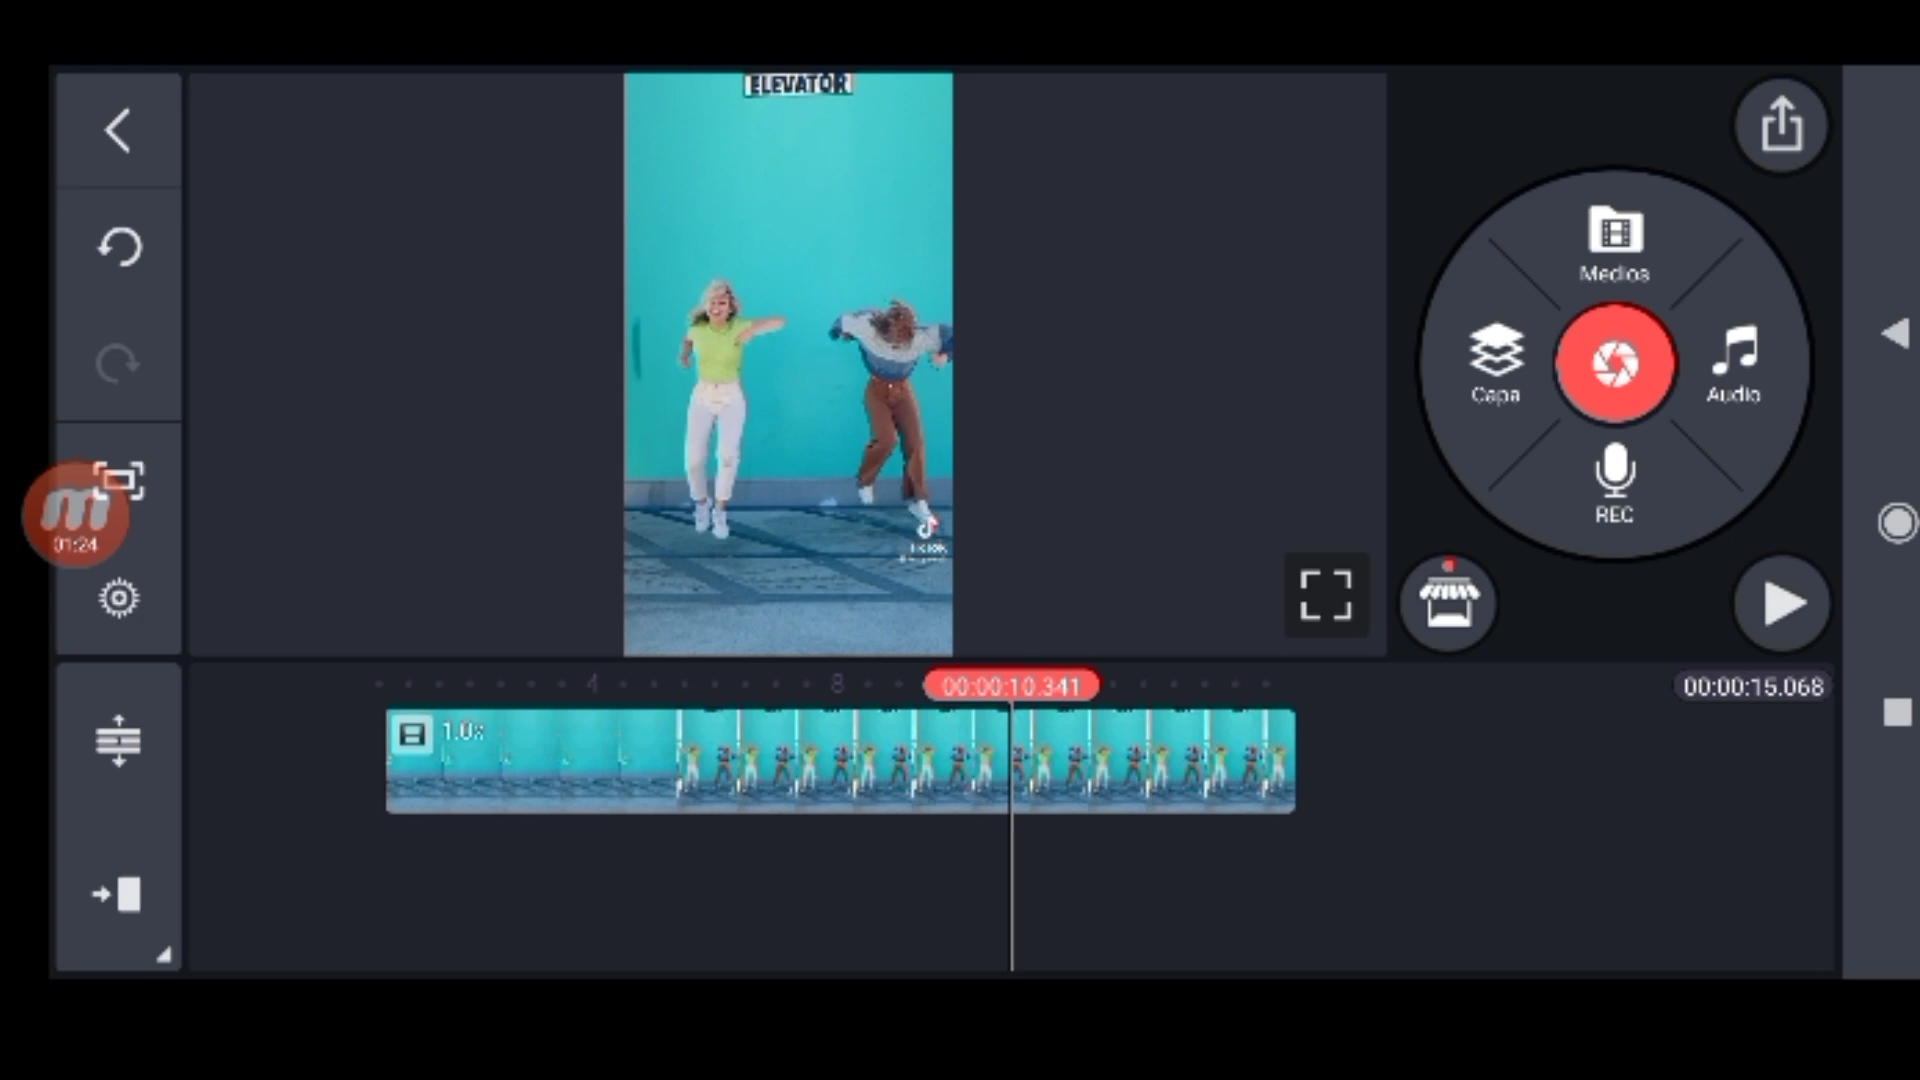 ELEVATOR
Medios
Capa
Audio
REC
01:24
TikTok
4
8
00:00:10.341
00:00:15.068
1.0x